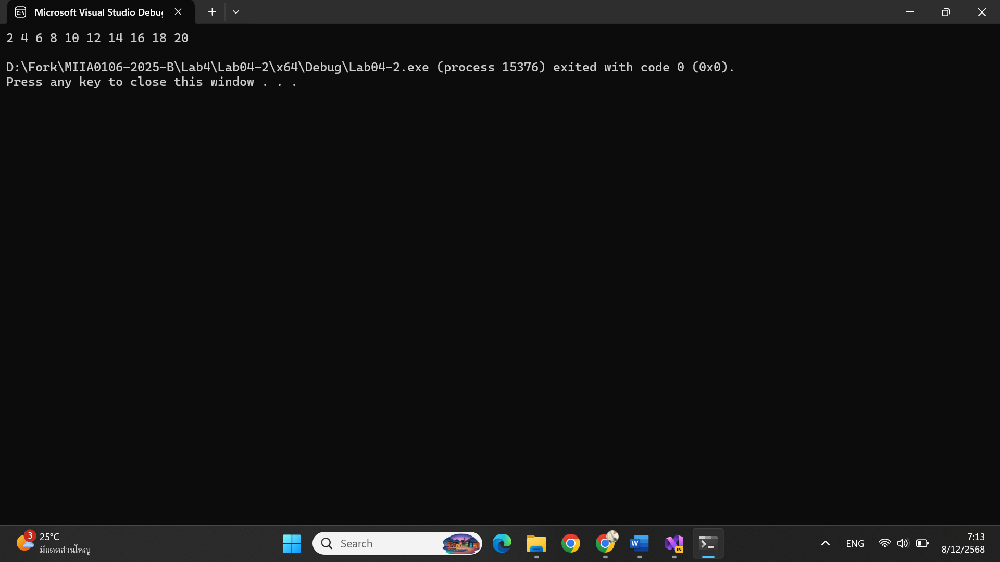 Microsoft Visual Studio Debu
2 4 6 8 10 12 14 16 18 20
D:\Fork\MIIA0106-2025-B\Lab4\Lab04-2\x64\Debug\Lab04-2.exe (process 15376) exited with code 0 (0x0).
Press any key to close this window . . .
3
25°C
มีแดดส่วนใหญ่
Search
W
IN
ENG
7:13
8/12/2568